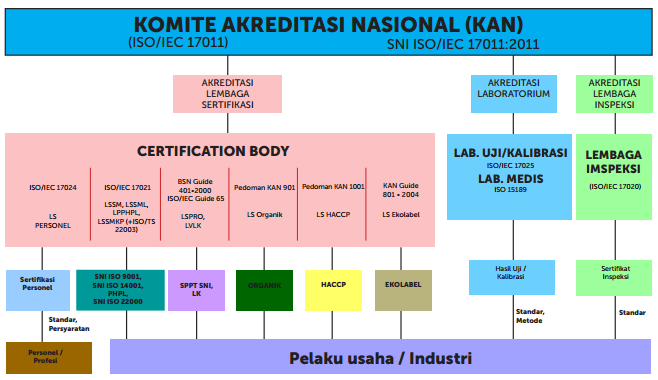 KOMITE AKREDITASI NASIONAL (KAN)
(ISO/IEC 17011)
SNI ISO/IEC 17011:2011
AKREDITASI
LEMBAGA
SERTIFIKASI
AKREDITASI
LABORATORIUM
AKREDITASI
LEMBAGA
INSPEKSI
CERTIFICATION BODY
ISO/IEC 17024
LS
PERSONEL
ISO/IEC 17021
LSSM, LSSML,
LPPHPL,
LSSMKP (+ISO/TS
22003)
BSN Guide
401•2000
ISO/IEC Guide 65
LSPRO,
LVLK
Pedoman KAN 901
LS Organik
Pedoman KAN 1001
LS HACCP
KAN Guide
801 • 2004
LS Ekolabel
LAB. UJI/KALIBRASI
ISO/IEC 17025
LAB. MEDIS
ISO 15189
LEMBAGA
IMSPEKSI
(ISO/IEC 17020)
Sertifikasi
Personel
SNI ISO 9001,
SNI ISO 14001,
PHPL,
SNI ISO 22000
SPPT SNI,
LK
ORGANIK
HACCP
EKOLABEL
Hasil Uji /
Kalibrasi
Sertifikat
Inspeksi
Standar,
Persyaratan
Standar,
Metode
Standar
Personel /
Profesi
Pelaku usaha / Industri